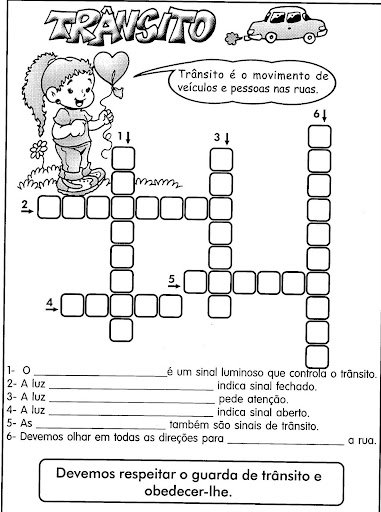 TRÂNSITO
Trânsito é o movimento de
veículos e pessoas nas ruas.
6
1
3
2
5
4
1- O ____________________ é um sinal luminoso que controla o trânsito.
2- A luz ____________________ indica sinal fechado.
3- A luz ____________________ pede atenção.
4- A luz ____________________ indica sinal aberto.
5- As ____________________ também são sinais de trânsito.
6- Devemos olhar em todas as direções para ____________________ a rua.
Devemos respeitar o guarda de trânsito e
obedecer-lhe.